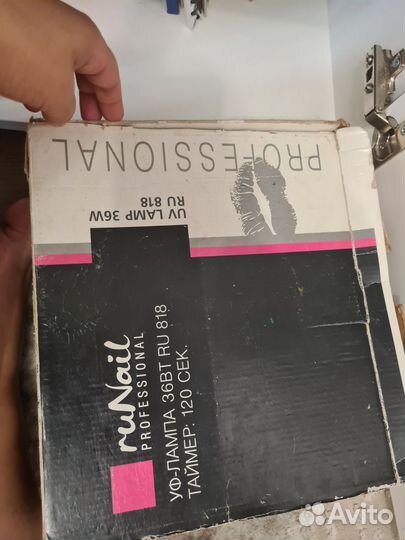 PROFESSIONAL
UV LAMP 36W
RU 818
ruNail
PROFESSIONAL
УФ-ЛАМПА 36ВТ RU 818
ТАЙМЕР: 120 СЕК.
Avito